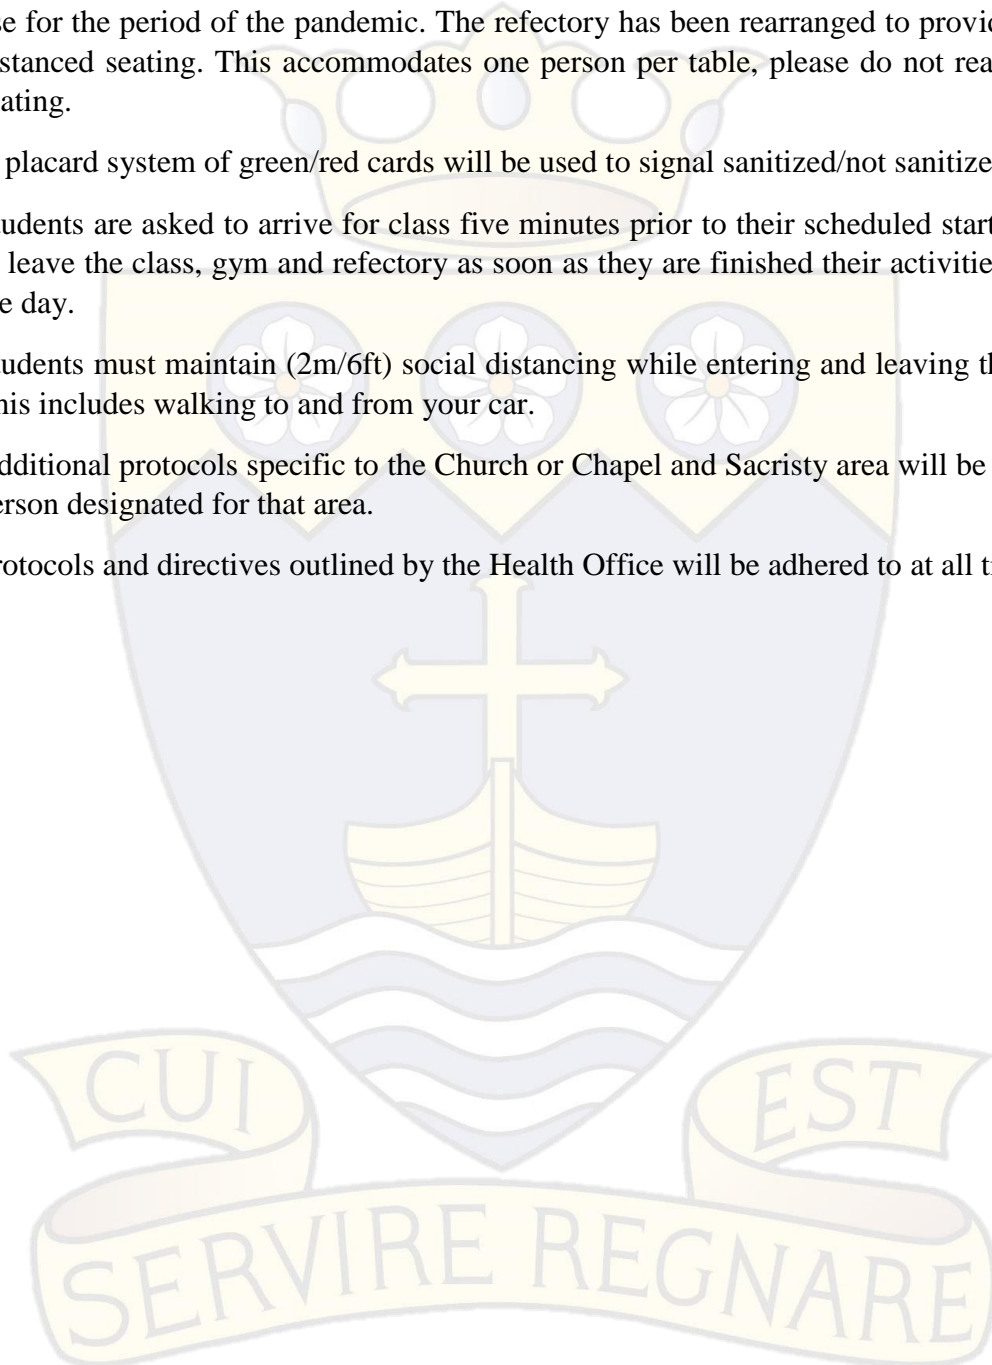 se for the period of the pandemic. The refectory has been rearranged to provid
stanced seating. This accommodates one person per table, please do not rea
ating.
placard system of green/red cards will be used to signal sanitized/not sanitize
udents are asked to arrive for class five minutes prior to their scheduled start
leave the class, gym and refectory as soon as they are finished their activitie
e day.
udents must maintain (2m/6ft) social distancing while entering and leaving th
his includes walking to and from your car.
dditional protocols specific to the Church or Chapel and Sacristy area will be
erson designated for that area.
rotocols and directives outlined by the Health Office will be adhered to at all t
CUI EST
SERVIRE REGNARE